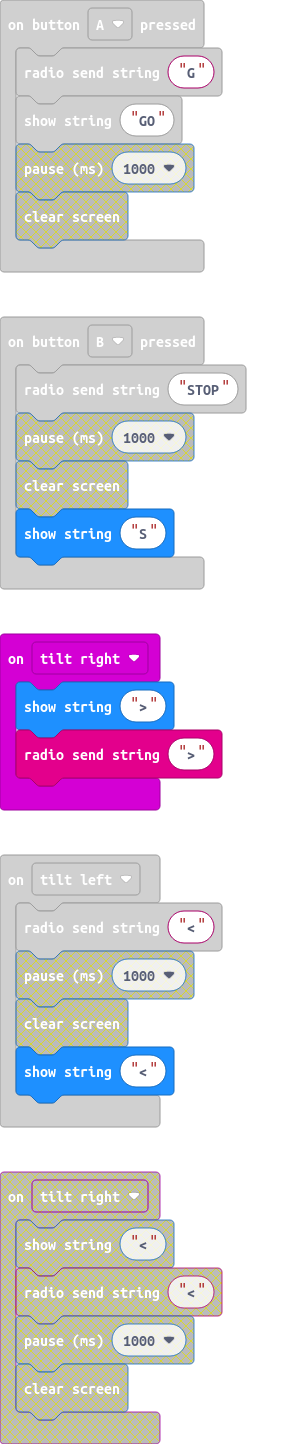 on button A pressed
radio send string "G"
show string "GO"
pause (ms) 1000
clear screen
on button B pressed
radio send string "STOP"
pause (ms) 1000
clear screen
show string "S"
on tilt right
show string ">"
radio send string ">"
on tilt left
radio send string "<"
pause (ms) 1000
clear screen
show string "<"
on tilt right
show string "<"
radio send string "<"
pause (ms) 1000
clear screen